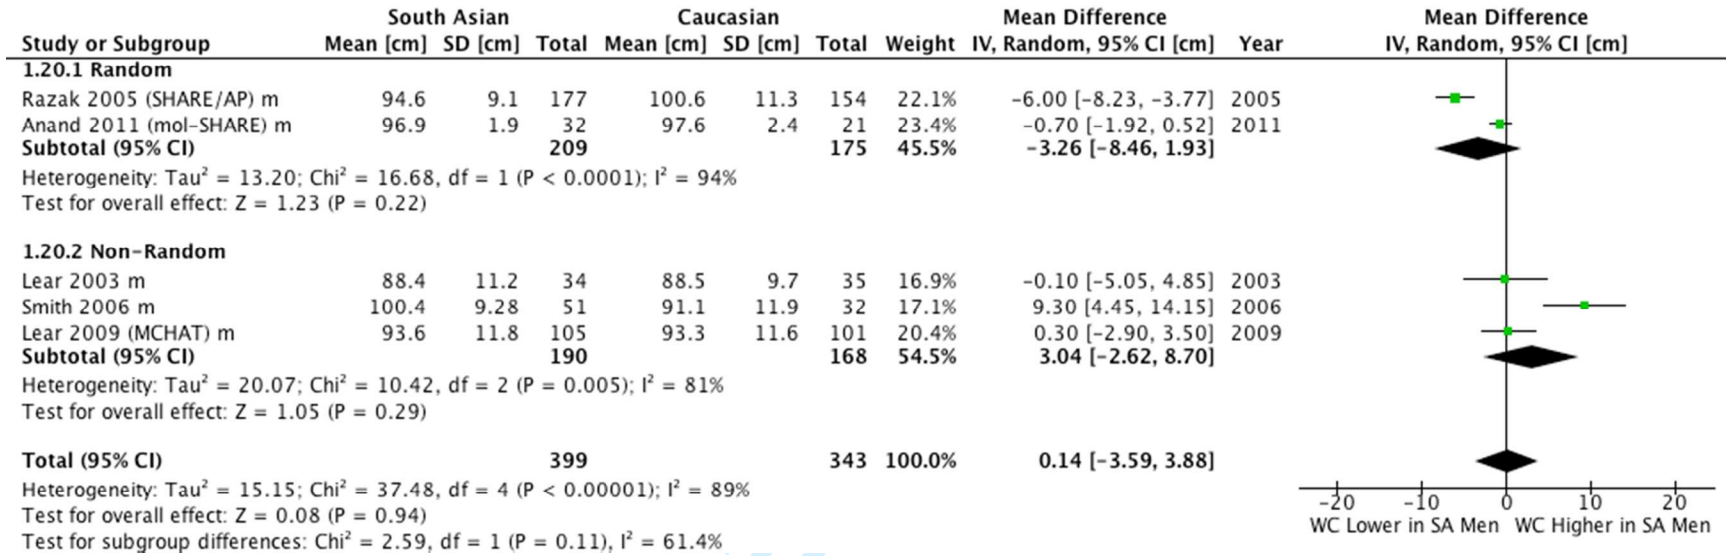 South Asian Caucasian Mean Difference Mean Difference
Study or Subgroup Mean [cm] SD [cm] Total Mean [cm] SD [cm] Total Weight IV, Random, 95% CI [cm] Year IV, Random, 95% CI [cm]
1.20.1 Random
Razak 2005 (SHARE/AP) m 94.6 9.1 177 100.6 11.3 154 22.1% -6.00 [-8.23, -3.77] 2005
Anand 2011 (mol-SHARE) m 96.9 1.9 32 97.6 2.4 21 23.4% -0.70 [-1.92, 0.52] 2011
Subtotal (95% CI) 209 175 45.5% -3.26 [-8.46, 1.93]
Heterogeneity: Tau² = 13.20; Chi² = 16.68, df = 1 (P < 0.0001); I² = 94%
Test for overall effect: Z = 1.23 (P = 0.22)
1.20.2 Non-Random
Lear 2003 m 88.4 11.2 34 88.5 9.7 35 16.9% -0.10 [-5.05, 4.85] 2003
Smith 2006 m 100.4 9.28 51 91.1 11.9 32 17.1% 9.30 [4.45, 14.15] 2006
Lear 2009 (MCHAT) m 93.6 11.8 105 93.3 11.6 101 20.4% 0.30 [-2.90, 3.50] 2009
Subtotal (95% CI) 190 168 54.5% 3.04 [-2.62, 8.70]
Heterogeneity: Tau² = 20.07; Chi² = 10.42, df = 2 (P = 0.005); I² = 81%
Test for overall effect: Z = 1.05 (P = 0.29)
Total (95% CI) 399 343 100.0% 0.14 [-3.59, 3.88]
Heterogeneity: Tau² = 15.15; Chi² = 37.48, df = 4 (P < 0.00001); I² = 89%
Test for overall effect: Z = 0.08 (P = 0.94)
Test for subgroup differences: Chi² = 2.59, df = 1 (P = 0.11), I² = 61.4%
-20 -10 0 10 20
WC Lower in SA Men WC Higher in SA Men